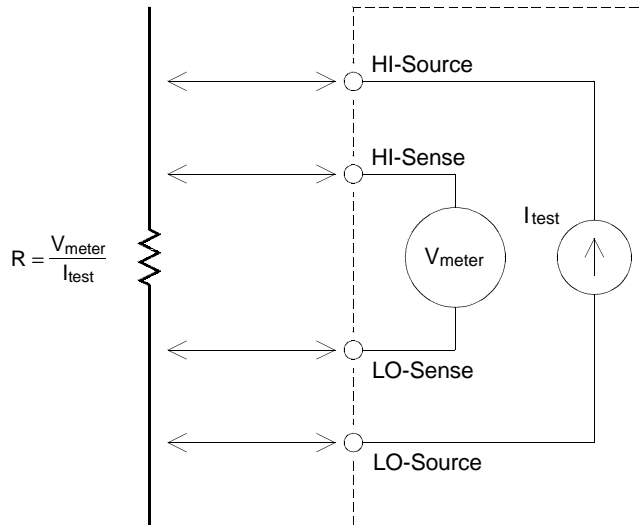 HI-Source
HI-Sense
Itest
R = Vmeter
Itest
Vmeter
LO-Sense
LO-Source